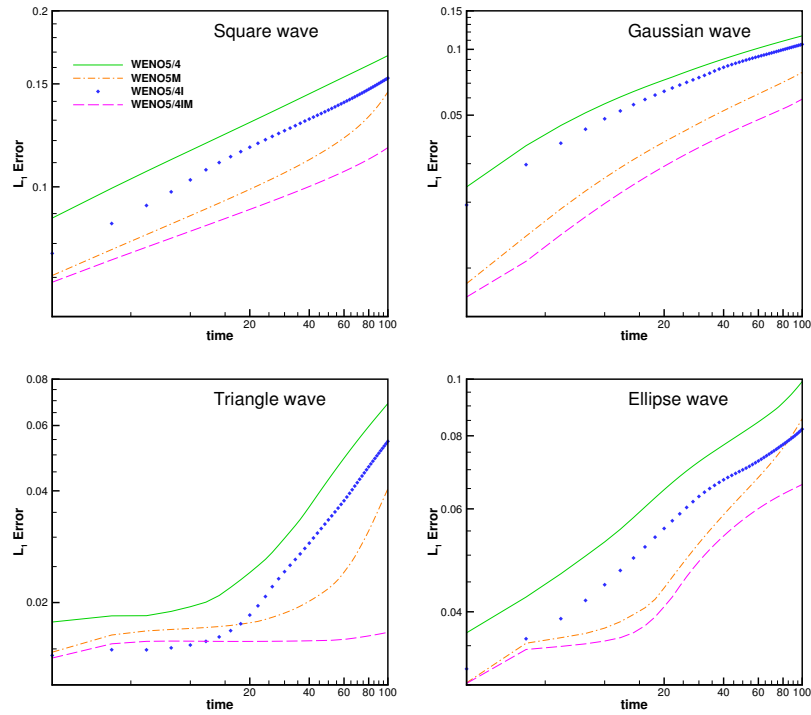 Square wave
0.2
0.15
0.1
L1 Error
WENO5/4
WENO5M
WENO5/4I
WENO5/4IM
20 40 60 80 100
time
Gaussian wave
0.1
0.05
0.01
L1 Error
20 40 60 80 100
time
Triangle wave
0.08
0.06
0.04
0.02
L1 Error
20 40 60 80 100
time
Ellipse wave
0.1
0.08
0.06
0.04
L1 Error
20 40 60 80 100
time